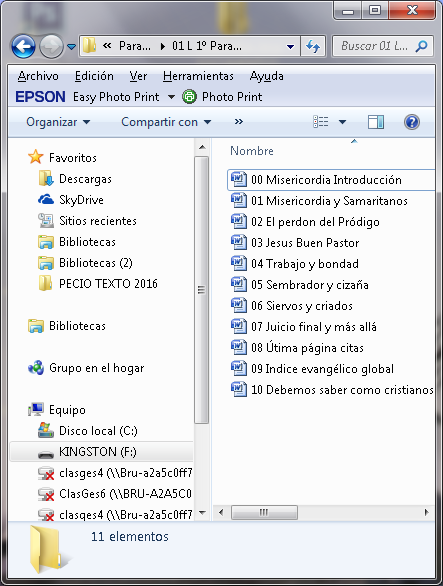 « Para... ▸ 01 L 1º Para...
Buscar 01 L...
Archivo Edición Ver Herramientas Ayuda
EPSON Easy Photo Print Photo Print
Organizar Compartir con »
Favoritos
Descargas
SkyDrive
Sitios recientes
Bibliotecas
Bibliotecas (2)
PECIO TEXTO 2016
Bibliotecas
Grupo en el hogar
Equipo
Disco local (C:)
KINGSTON (F:)
clasges4 (\\Bru-a2a5c0ff7
ClasGes6 (\\BRU-A2A5C0
clasges4 (\\Bru-a2a5c0ff7
Nombre
00 Misericordia Introducción
01 Misericordia y Samaritanos
02 El perdon del Pródigo
03 Jesus Buen Pastor
04 Trabajo y bondad
05 Sembrador y cizaña
06 Siervos y criados
07 Juicio final y más allá
08 Útima página citas
09 Indice evangélico global
10 Debemos saber como cristianos
11 elementos